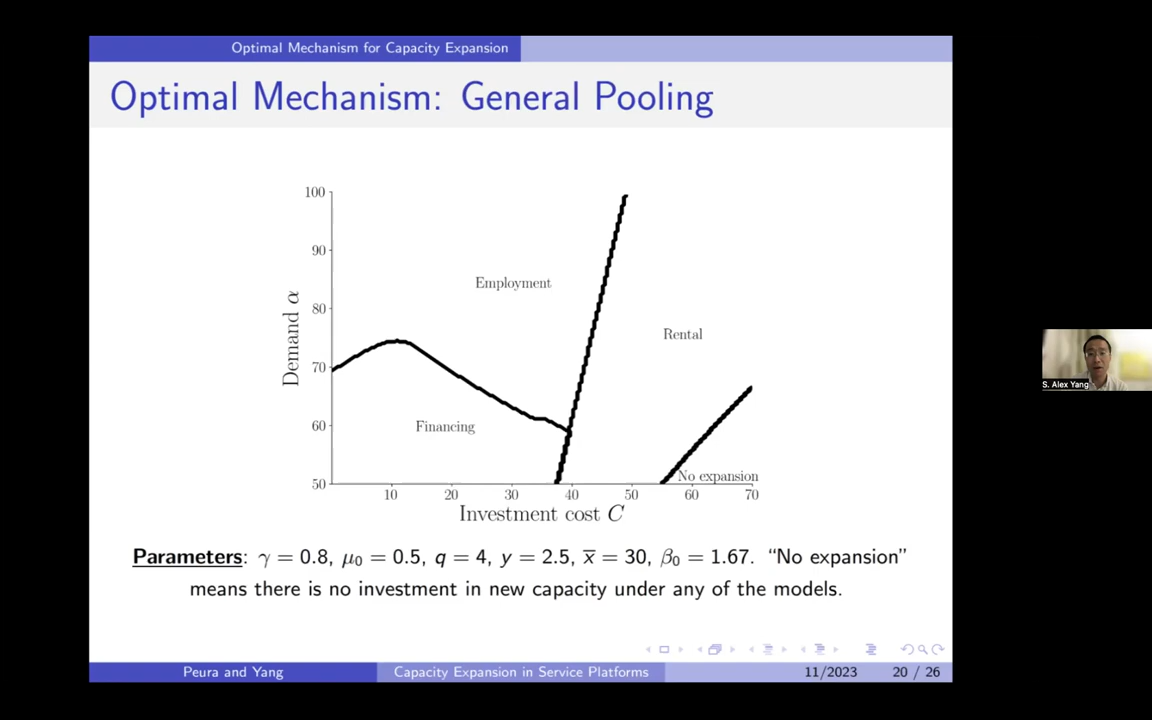 Optimal Mechanism for Capacity Expansion
Optimal Mechanism: General Pooling
100
90
80
70
60
50
Demand α
Employment
Rental
Financing
No expansion
10 20 30 40 50 60 70
Investment cost C
Parameters: γ = 0.8, μ₀ = 0.5, q = 4, y = 2.5, x̅ = 30, β₀ = 1.67. “No expansion”
means there is no investment in new capacity under any of the models.
Peura and Yang Capacity Expansion in Service Platforms 11/2023 20 / 26
S. Alex Yang